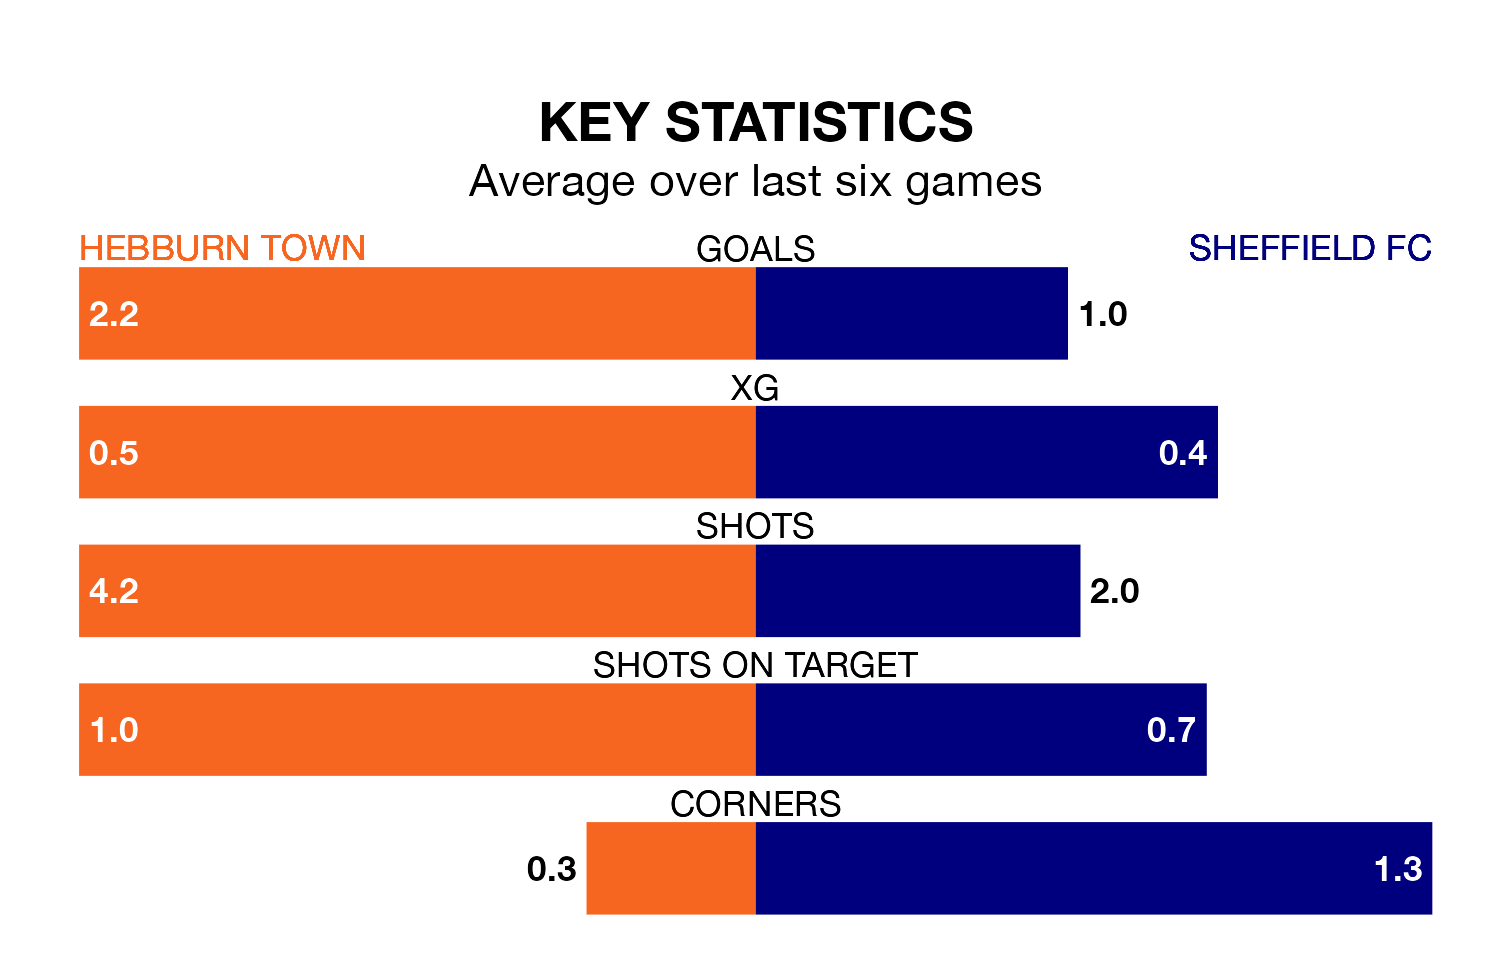 KEY STATISTICS
Average over last six games
HEBBURN TOWN GOALS SHEFFIELD FC
2.2 1.0
XG
0.5 0.4
SHOTS
4.2 2.0
SHOTS ON TARGET
1.0 0.7
CORNERS
0.3 1.3